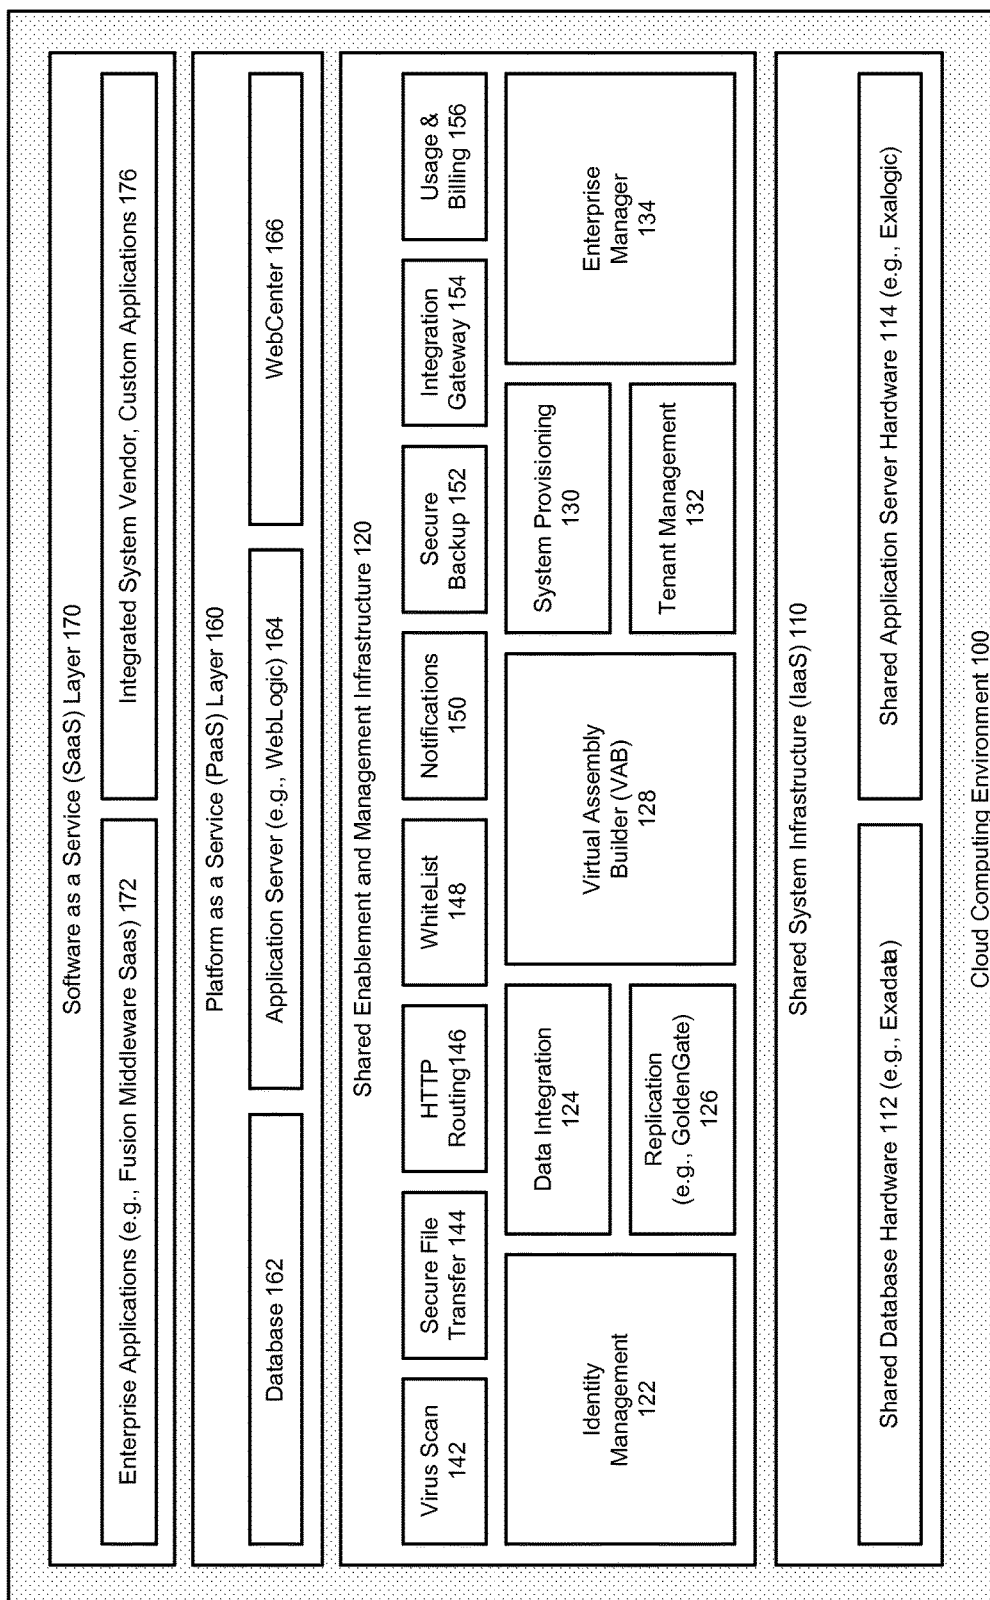 Software as a Service (SaaS) Layer 170
Enterprise Applications (e.g., Fusion Middleware Saas) 172
Integrated System Vendor, Custom Applications 176
Platform as a Service (PaaS) Layer 160
Database 162
Application Server (e.g., WebLogic) 164
WebCenter 166
Shared Enablement and Management Infrastructure 120
Virus Scan
142
Secure File
Transfer 144
HTTP
Routing146
WhiteList
148
Notifications
150
Secure
Backup 152
Integration
Gateway 154
Usage &
Billing 156
Identity
Management
122
Data Integration
124
Replication
(e.g., GoldenGate)
126
Virtual Assembly
Builder (VAB)
128
System Provisioning
130
Tenant Management
132
Enterprise
Manager
134
Shared System Infrastructure (IaaS) 110
Shared Database Hardware 112 (e.g., Exadata)
Shared Application Server Hardware 114 (e.g., Exalogic)
Cloud Computing Environment 100